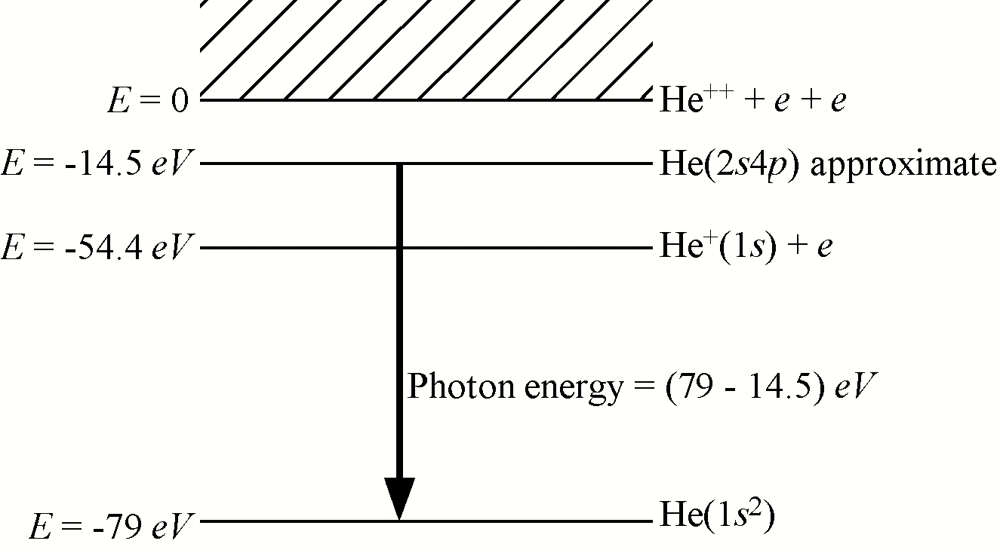 E = 0 He⁺⁺ + e + e
E = -14.5 eV He(2s4p) approximate
E = -54.4 eV He⁺(1s) + e
Photon energy = (79 - 14.5) eV
E = -79 eV He(1s²)